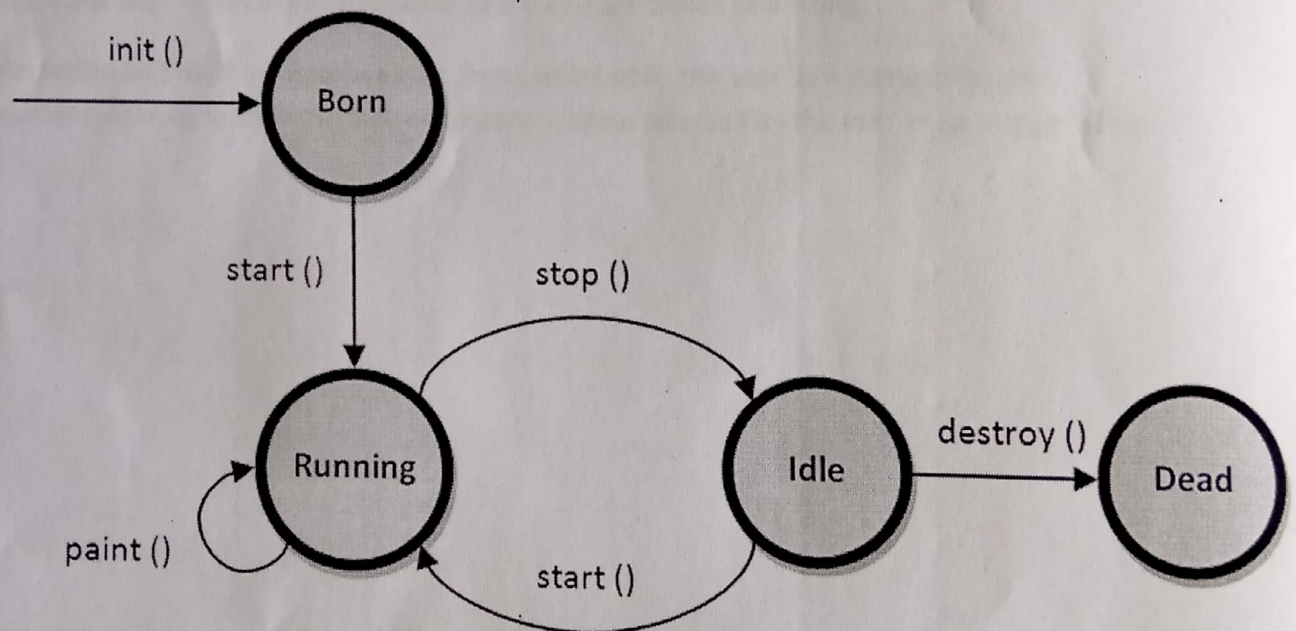 init ()
Born
start ()
stop ()
Running
Idle
destroy ()
Dead
paint ()
start ()